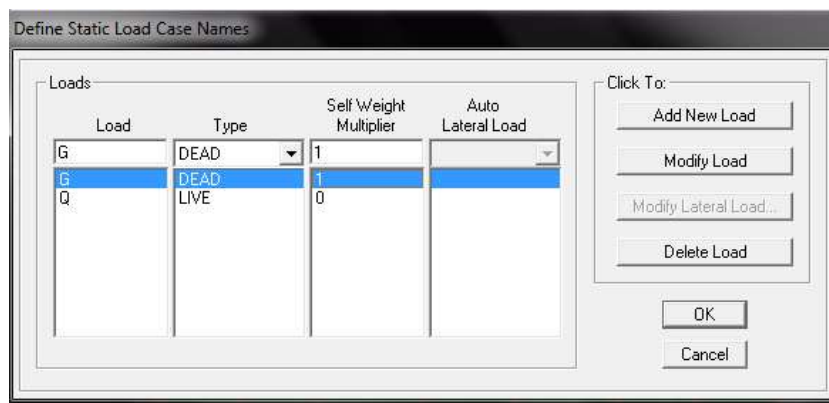 Define Static Load Case Names
Loads
Load Type Self Weight Multiplier Auto Lateral Load
G DEAD 1
G DEAD 1
Q LIVE 0
Click To:
Add New Load
Modify Load
Modify Lateral Load...
Delete Load
OK
Cancel